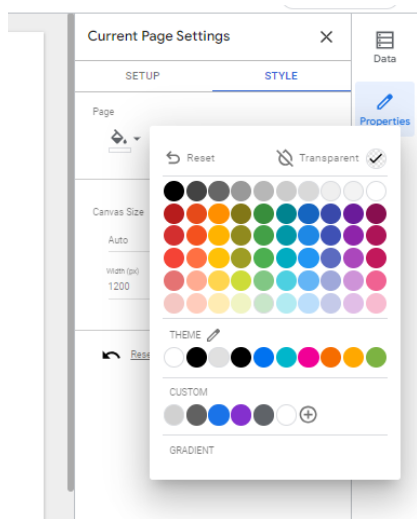 Current Page Settings
Data
SETUP STYLE
Properties
Page
Reset Transparent
Canvas Size
Auto
Width (px)
1200
THEME
Rese
CUSTOM
GRADIENT